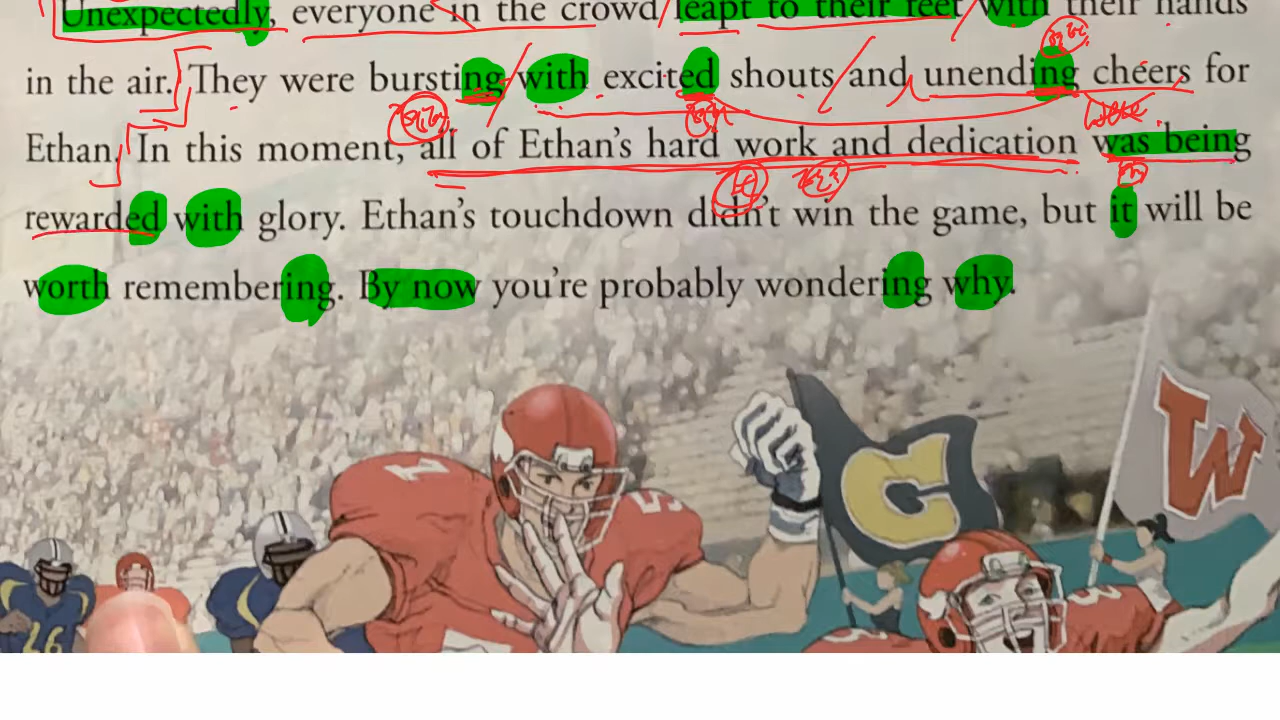 Unexpectedly, everyone in the crowd leapt to their feet with their hands
in the air. They were bursting with excited shouts and unending cheers for
Ethan. In this moment, all of Ethan's hard work and dedication was being
rewarded with glory. Ethan's touchdown didn't win the game, but it will be
worth remembering. By now you're probably wondering why.
1
5
C
W
26